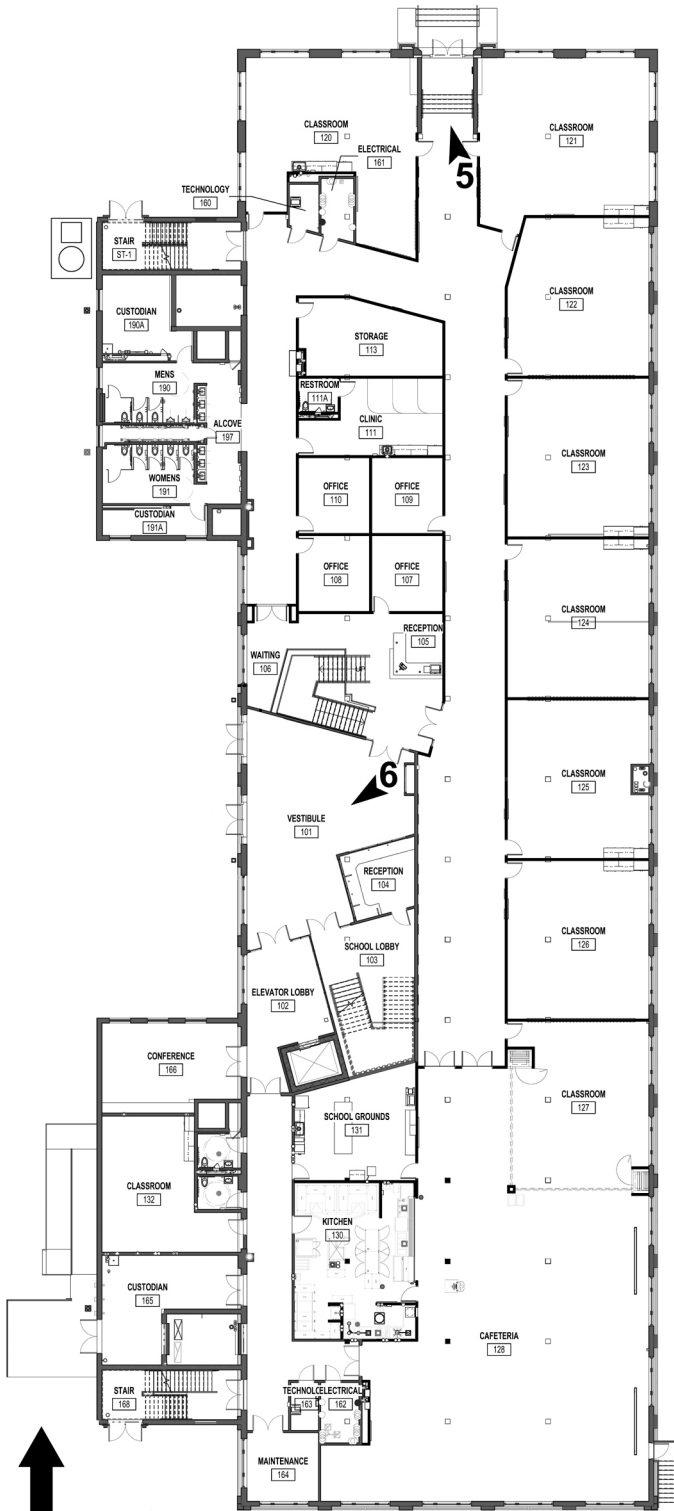 CLASSROOM
120
ELECTRICAL
161
CLASSROOM
121
5
TECHNOLOGY
160
STAIR
ST-1
CLASSROOM
122
CUSTODIAN
190A
STORAGE
113
MENS
190
RESTROOM
111A
CLINIC
111
ALCOVE
197
CLASSROOM
123
WOMENS
191
OFFICE
110
OFFICE
109
CUSTODIAN
191A
OFFICE
108
OFFICE
107
CLASSROOM
124
RECEPTION
105
WAITING
106
UP
6
CLASSROOM
125
VESTIBULE
101
RECEPTION
104
CLASSROOM
126
SCHOOL LOBBY
103
ELEVATOR LOBBY
102
CONFERENCE
166
CLASSROOM
127
SCHOOL GROUNDS
131
CLASSROOM
132
KITCHEN
130
CUSTODIAN
165
CAFETERIA
128
STAIR
168
TECHNOLO
163
ELECTRICAL
162
MAINTENANCE
164